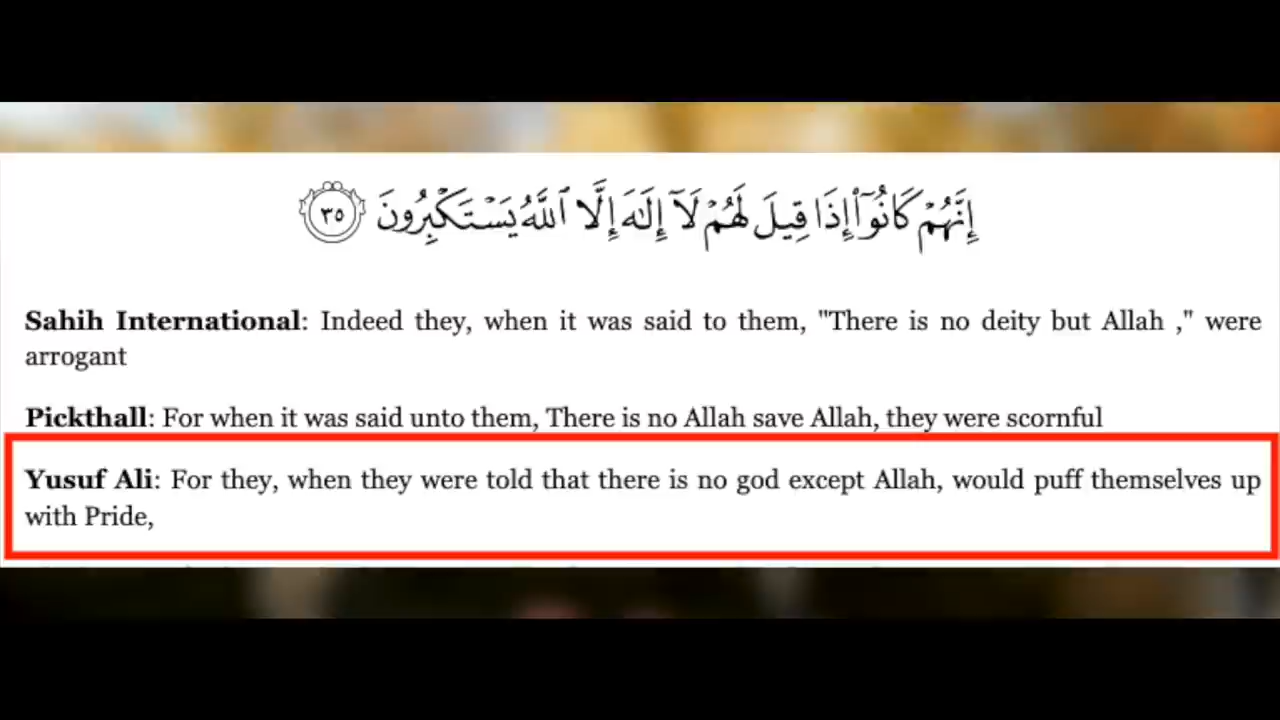 إِنَّهُمْ كَانُوٓا۟ إِذَا قِيلَ لَهُمْ لَآ إِلَٰهَ إِلَّا ٱللَّهُ يَسْتَكْبِرُونَ ٣٥
Sahih International: Indeed they, when it was said to them, "There is no deity but Allah ," were
arrogant
Pickthall: For when it was said unto them, There is no Allah save Allah, they were scornful
Yusuf Ali: For they, when they were told that there is no god except Allah, would puff themselves up
with Pride,